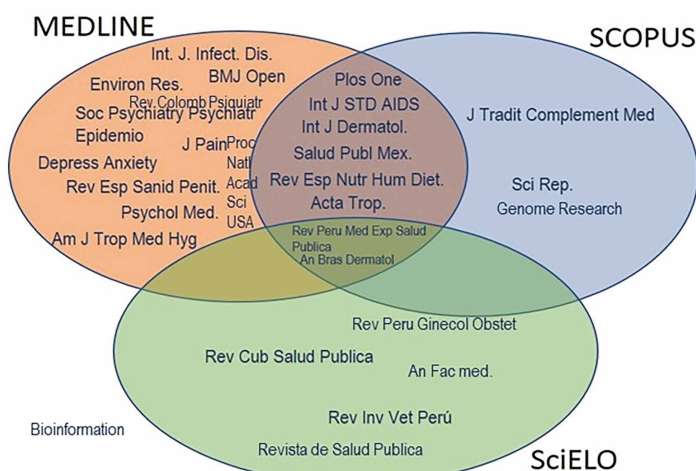 MEDLINE
SCOPUS
Int. J. Infect. Dis.
BMJ Open
Environ Res.
Rev Colomb Psiquiatr
Soc Psychiatry Psychiatr
Epidemio
J Pain
Proc
Natl
Acad
Sci
USA
Depress Anxiety
Rev Esp Sanid Penit.
Psychol Med.
Am J Trop Med Hyg
Plos One
Int J STD AIDS
Int J Dermatol.
Salud Publ Mex.
Rev Esp Nutr Hum Diet.
Acta Trop.
Rev Peru Med Exp Salud
Publica
An Bras Dermatol
J Tradit Complement Med
Sci Rep.
Genome Research
Rev Peru Ginecol Obstet
Rev Cub Salud Publica
An Fac med.
Rev Inv Vet Perú
Revista de Salud Publica
Bioinformation
SciELO